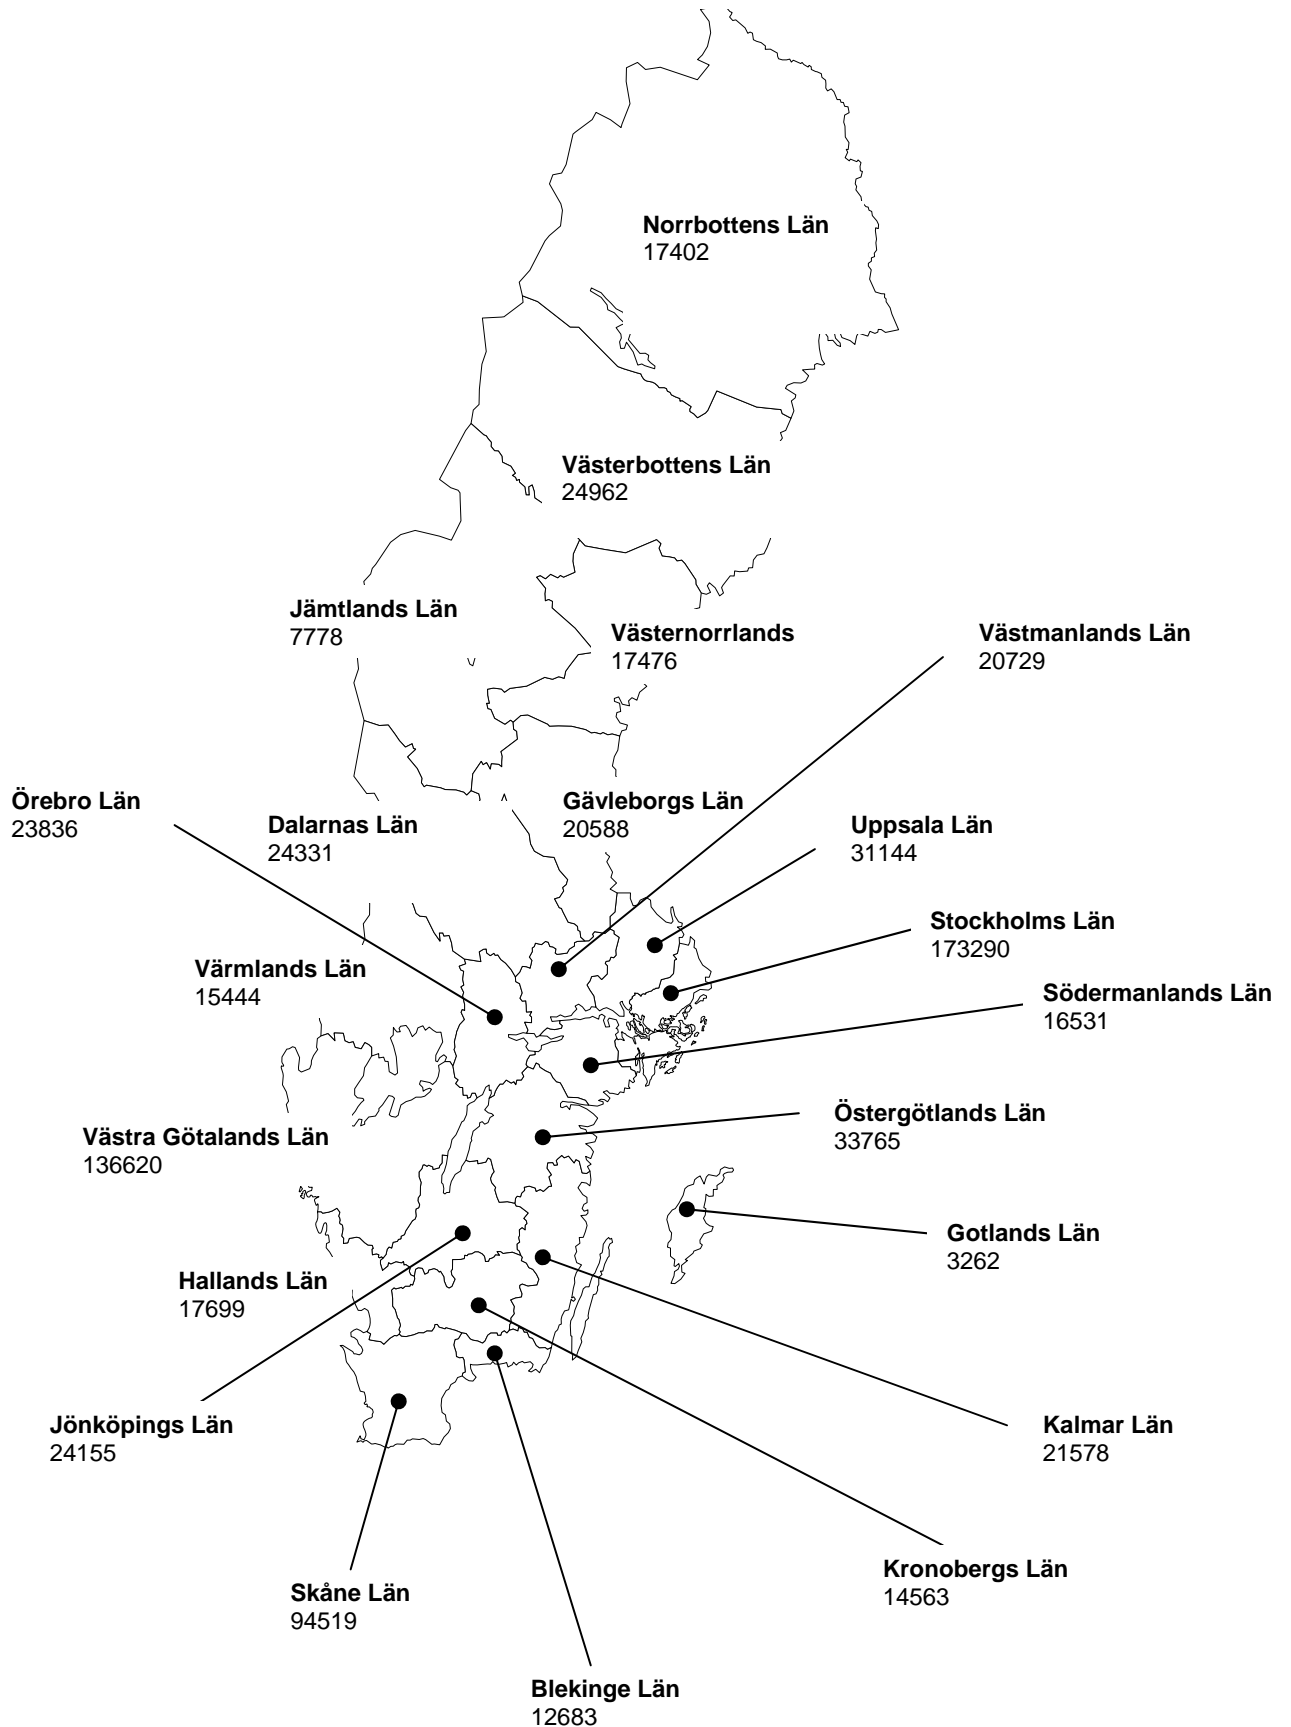 Norrbottens Län
17402
Västerbottens Län
24962
Jämtlands Län
7778
Västernorrlands
17476
Västmanlands Län
20729
Örebro Län
23836
Dalarnas Län
24331
Gävleborgs Län
20588
Uppsala Län
31144
Stockholms Län
173290
Värmlands Län
15444
Södermanlands Län
16531
Västra Götalands Län
136620
Östergötlands Län
33765
Gotlands Län
3262
Hallands Län
17699
Jönköpings Län
24155
Kalmar Län
21578
Kronobergs Län
14563
Skåne Län
94519
Blekinge Län
12683